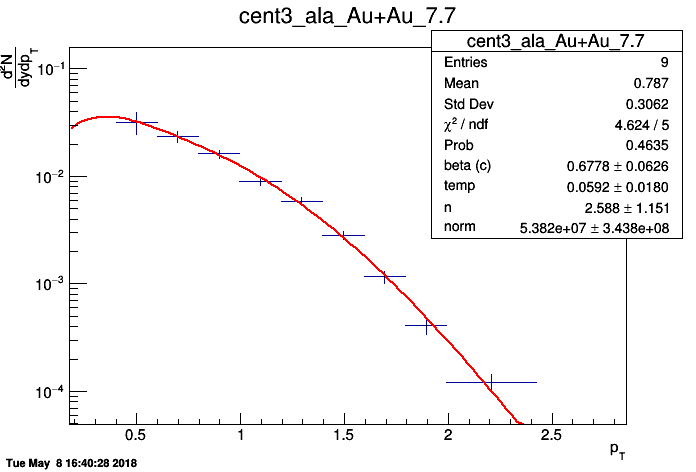 cent3_ala_Au+Au_7.7
cent3_ala_Au+Au_7.7
Entries 9
Mean 0.787
Std Dev 0.3062
χ² / ndf 4.624 / 5
Prob 0.4635
beta (c) 0.6778 ± 0.0626
temp 0.0592 ± 0.0180
n 2.588 ± 1.151
norm 5.382e+07 ± 3.438e+08
d²N
dydp_T
10⁻¹
10⁻²
10⁻³
10⁻⁴
0.5 1 1.5 2 2.5
p_T
Tue May 8 16:40:28 2018